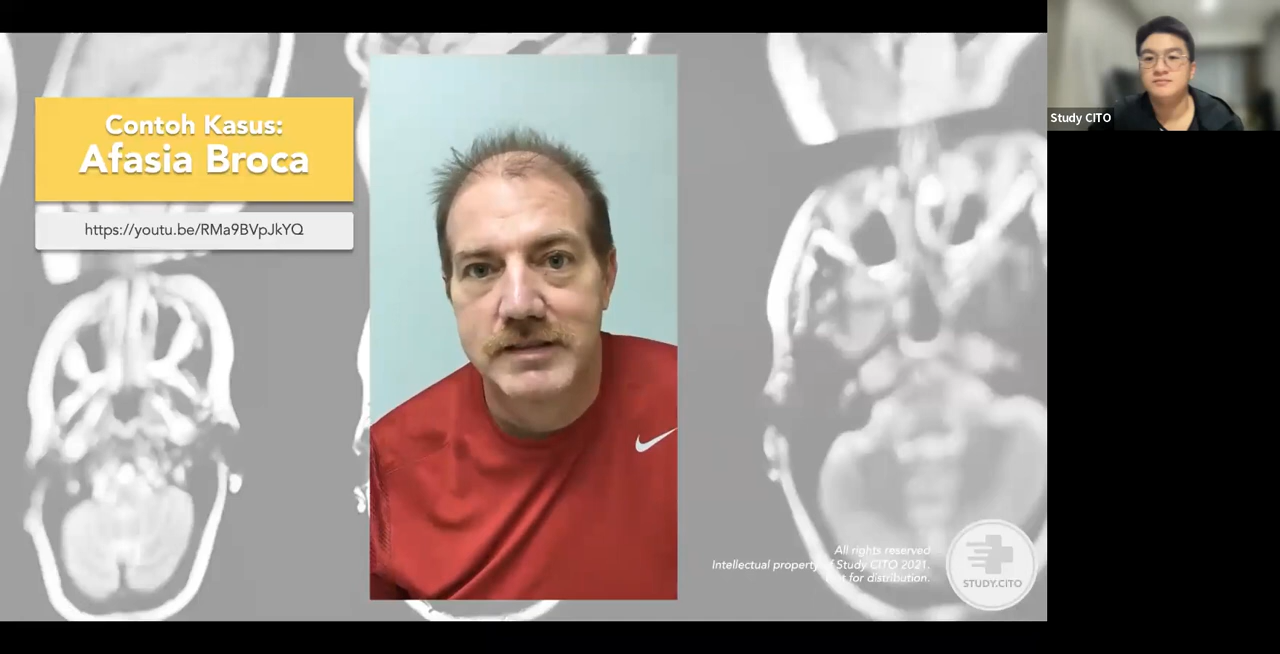 Contoh Kasus:
Afasia Broca
https://youtu.be/RMa9BVpJkYQ
Study CITO
All rights reserved
Intellectual property of Study CITO 2021.
Not for distribution.
STUDY.CITO